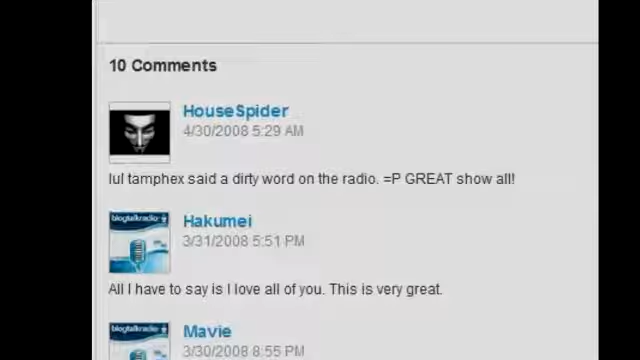 10 Comments
HouseSpider
4/30/2008 5:29 AM
lul tamphex said a dirty word on the radio. =P GREAT show all!
blogtalkradio
Hakumei
3/31/2008 5:51 PM
All I have to say is I love all of you. This is very great.
blogtalkradio
Mavie
3/30/2008 8:55 PM